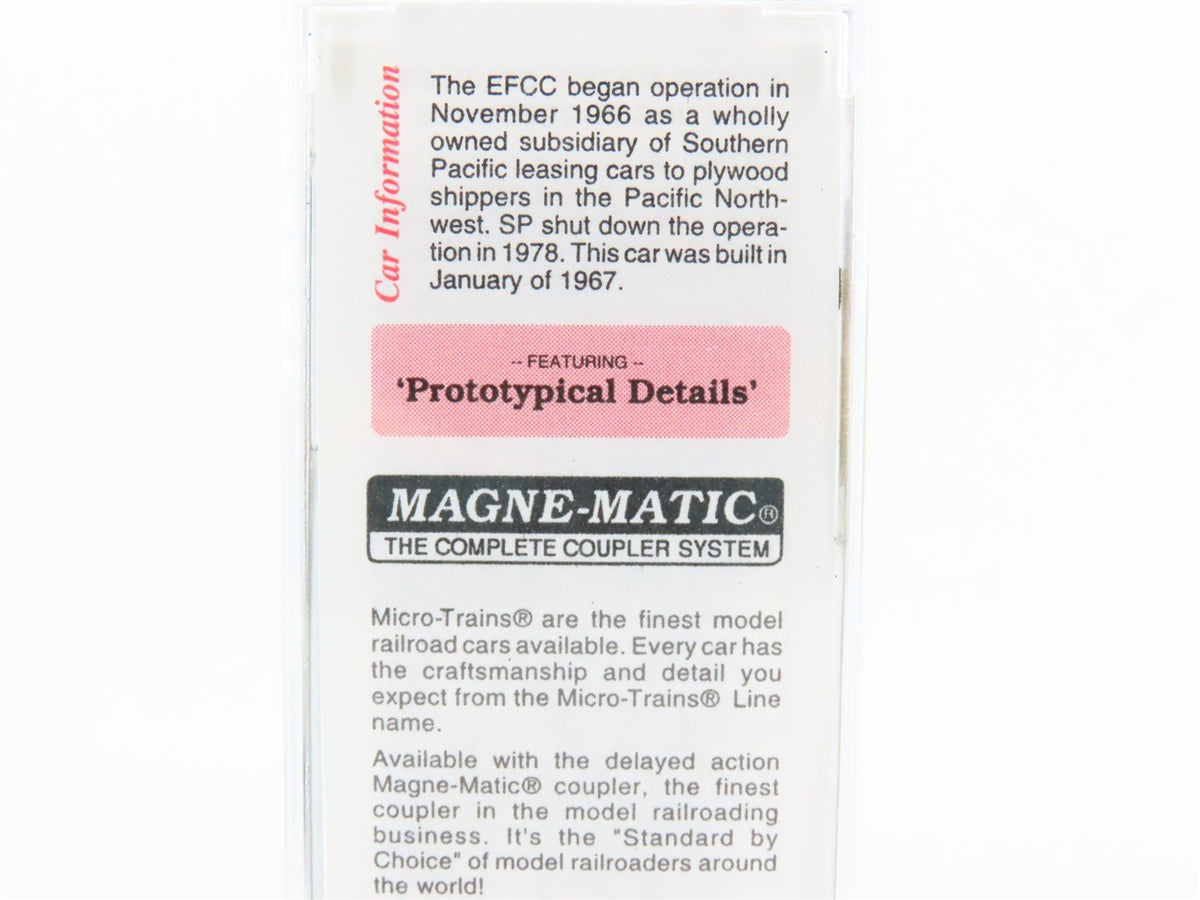 Car Information
The EFCC began operation in
November 1966 as a wholly
owned subsidiary of Southern
Pacific leasing cars to plywood
shippers in the Pacific North-
west. SP shut down the opera-
tion in 1978. This car was built in
January of 1967.
-- FEATURING --
‘Prototypical Details’
MAGNE-MATIC®
THE COMPLETE COUPLER SYSTEM
Micro-Trains® are the finest model
railroad cars available. Every car has
the craftsmanship and detail you
expect from the Micro-Trains® Line
name.
Available with the delayed action
Magne-Matic® coupler, the finest
coupler in the model railroading
business. It's the "Standard by
Choice" of model railroaders around
the world!